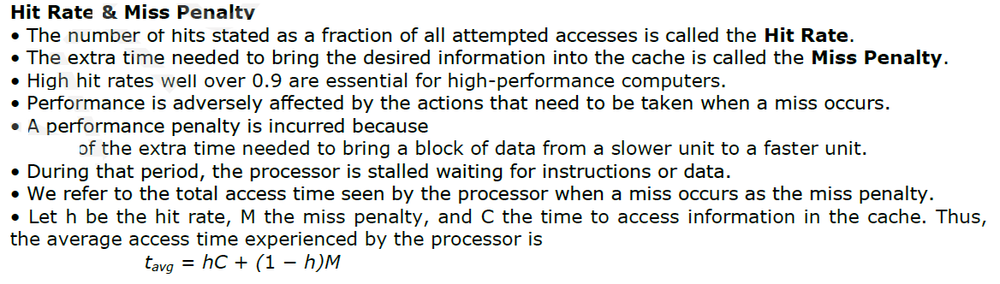 Hit Rate & Miss Penalty
• The number of hits stated as a fraction of all attempted accesses is called the Hit Rate.
• The extra time needed to bring the desired information into the cache is called the Miss Penalty.
• High hit rates well over 0.9 are essential for high-performance computers.
• Performance is adversely affected by the actions that need to be taken when a miss occurs.
• A performance penalty is incurred because
of the extra time needed to bring a block of data from a slower unit to a faster unit.
• During that period, the processor is stalled waiting for instructions or data.
• We refer to the total access time seen by the processor when a miss occurs as the miss penalty.
• Let h be the hit rate, M the miss penalty, and C the time to access information in the cache. Thus,
the average access time experienced by the processor is
tavg = hC + (1 − h)M